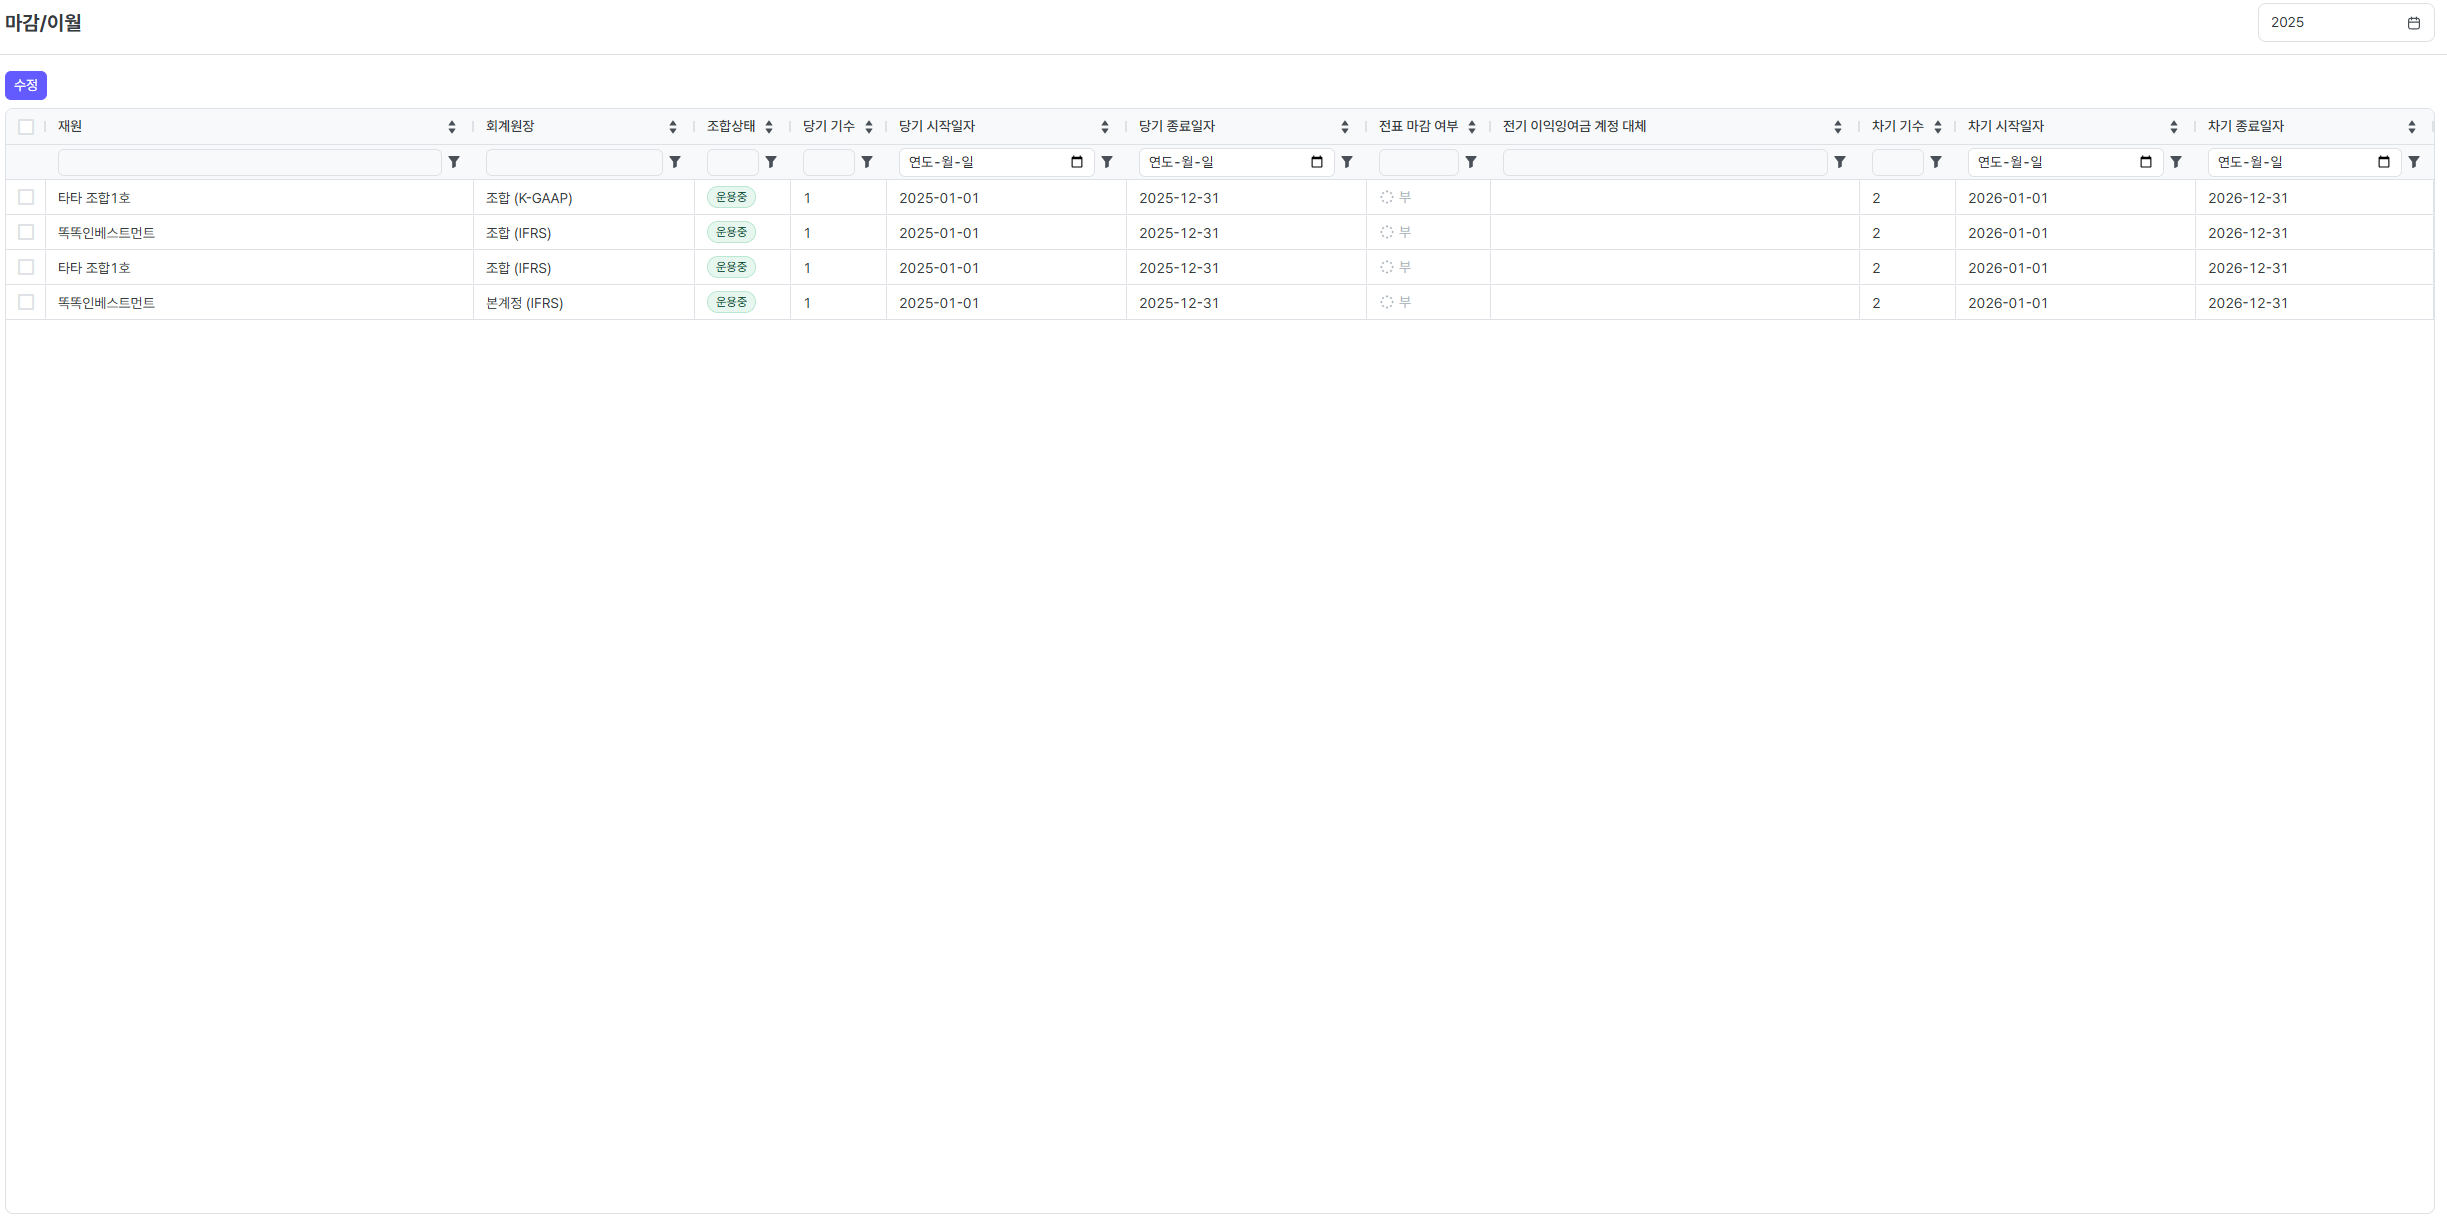 마감/이월
2025
수정
재원 회계원장 조합상태 당기 기수 당기 시작일자 당기 종료일자 전표 마감 여부 전기 이익잉여금 계정 대체 차기 기수 차기 시작일자 차기 종료일자
연도-월-일 연도-월-일 연도-월-일 연도-월-일
타타 조합1호 조합 (K-GAAP) 운용중 1 2025-01-01 2025-12-31 부 2 2026-01-01 2026-12-31
똑똑인베스트먼트 조합 (IFRS) 운용중 1 2025-01-01 2025-12-31 부 2 2026-01-01 2026-12-31
타타 조합1호 조합 (IFRS) 운용중 1 2025-01-01 2025-12-31 부 2 2026-01-01 2026-12-31
똑똑인베스트먼트 본계정 (IFRS) 운용중 1 2025-01-01 2025-12-31 부 2 2026-01-01 2026-12-31